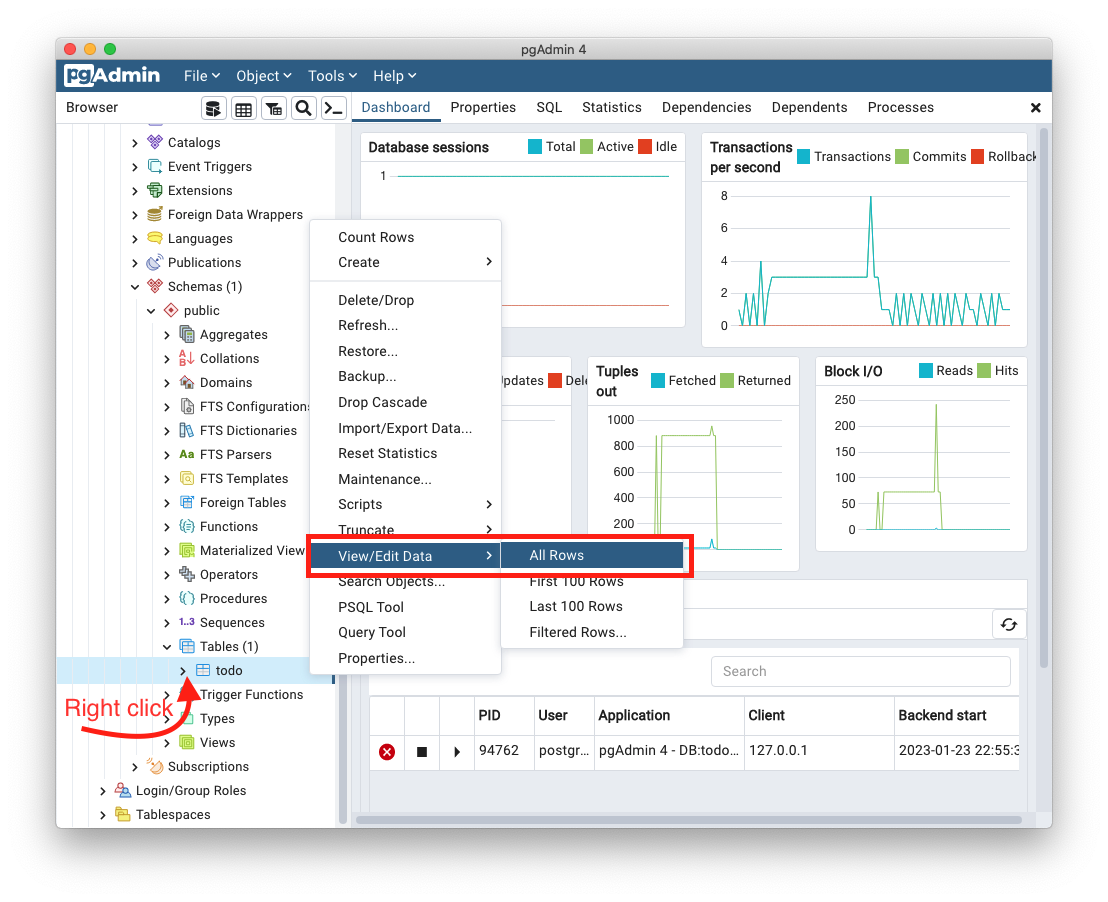 pgAdmin 4
pgAdmin File Object Tools Help
Browser
Dashboard Properties SQL Statistics Dependencies Dependents Processes
Catalogs
Event Triggers
Extensions
Foreign Data Wrappers
Languages
Publications
Schemas (1)
public
Aggregates
Collations
Domains
FTS Configurations
FTS Dictionaries
Aa FTS Parsers
FTS Templates
Foreign Tables
Functions
Materialized View
Operators
Procedures
1..3 Sequences
Tables (1)
todo
Right click
Trigger Functions
Types
Views
Subscriptions
Login/Group Roles
Tablespaces
Count Rows
Create
Delete/Drop
Refresh...
Restore...
Backup...
Drop Cascade
Import/Export Data...
Reset Statistics
Maintenance...
Scripts
Truncate
View/Edit Data
Search Objects...
PSQL Tool
Query Tool
Properties...
All Rows
First 100 Rows
Last 100 Rows
Filtered Rows...
Database sessions Total Active Idle
1
Transactions per second Transactions Commits Rollback
8
6
4
2
0
pdates Dele
Tuples out Fetched Returned
1000
800
600
400
200
Block I/O Reads Hits
250
200
150
100
50
0
Search
PID User Application Client Backend start
94762 postgr... pgAdmin 4 - DB:todo... 127.0.0.1 2023-01-23 22:55:3